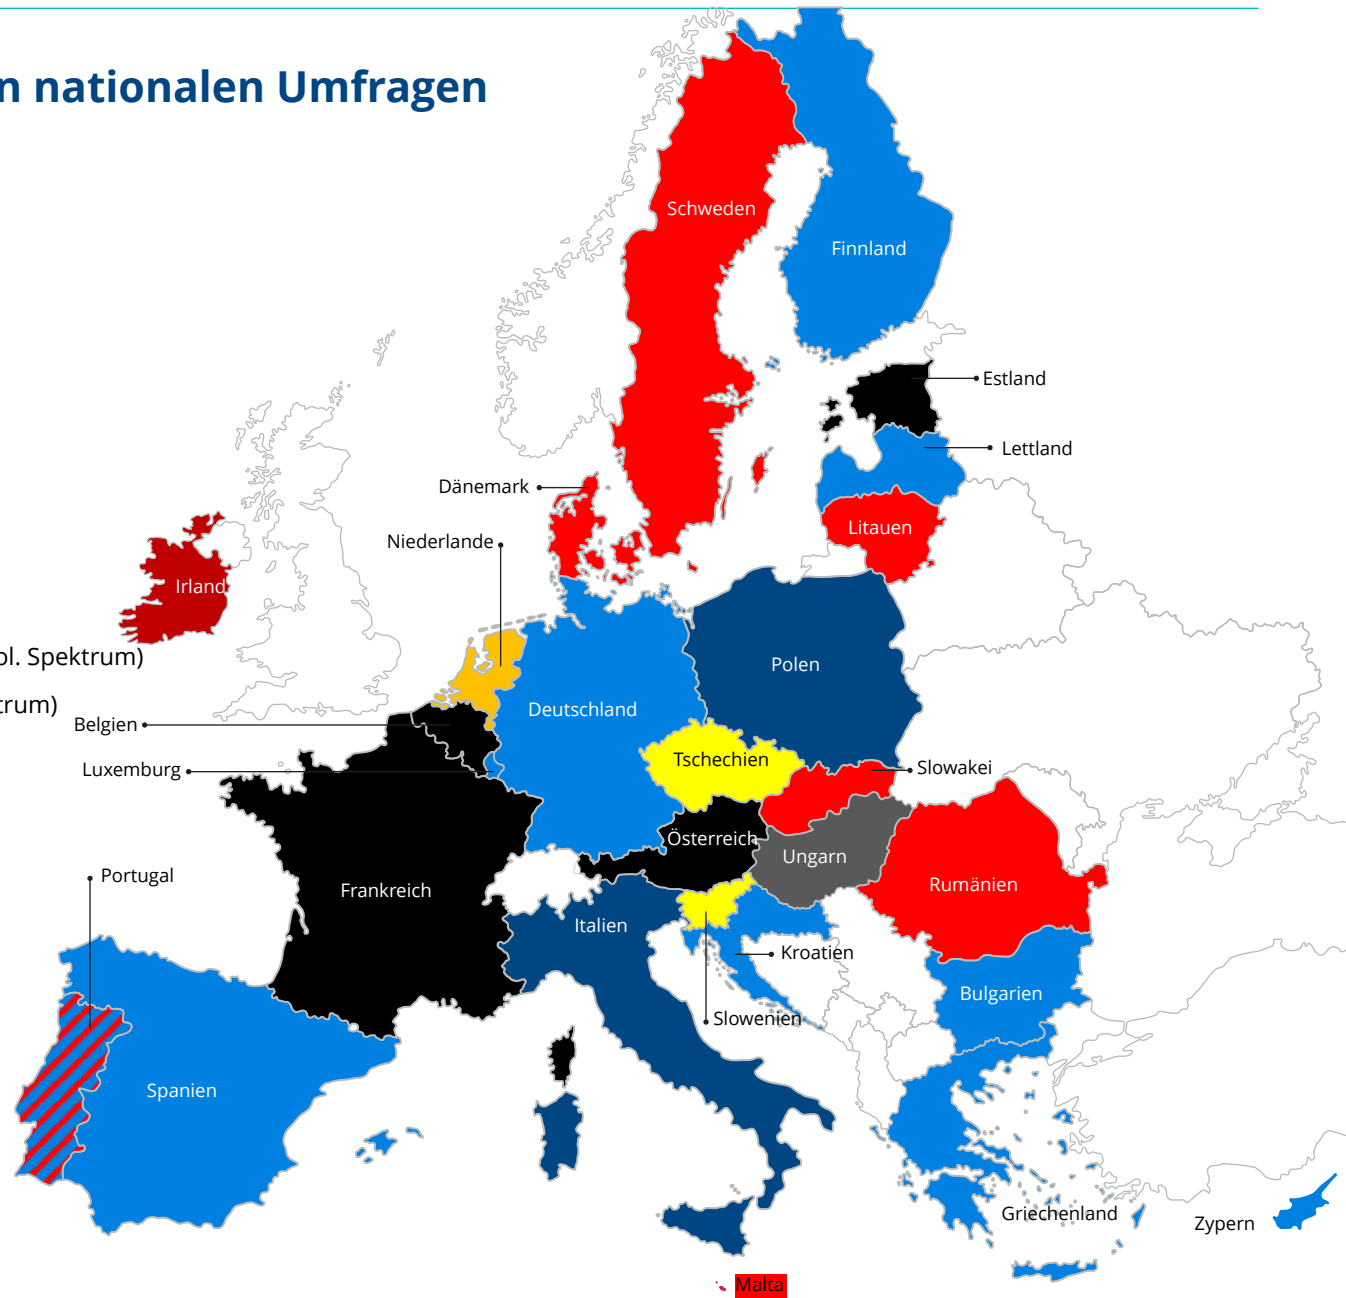 n nationalen Umfragen
Schweden
Finnland
Estland
Lettland
Dänemark
Litauen
Niederlande
Irland
ol. Spektrum)
Polen
trum)
Deutschland
Belgien
Tschechien
Luxemburg
Slowakei
Österreich
Ungarn
Portugal
Frankreich
Rumänien
Italien
Kroatien
Bulgarien
Slowenien
Spanien
Griechenland
Zypern
Malta